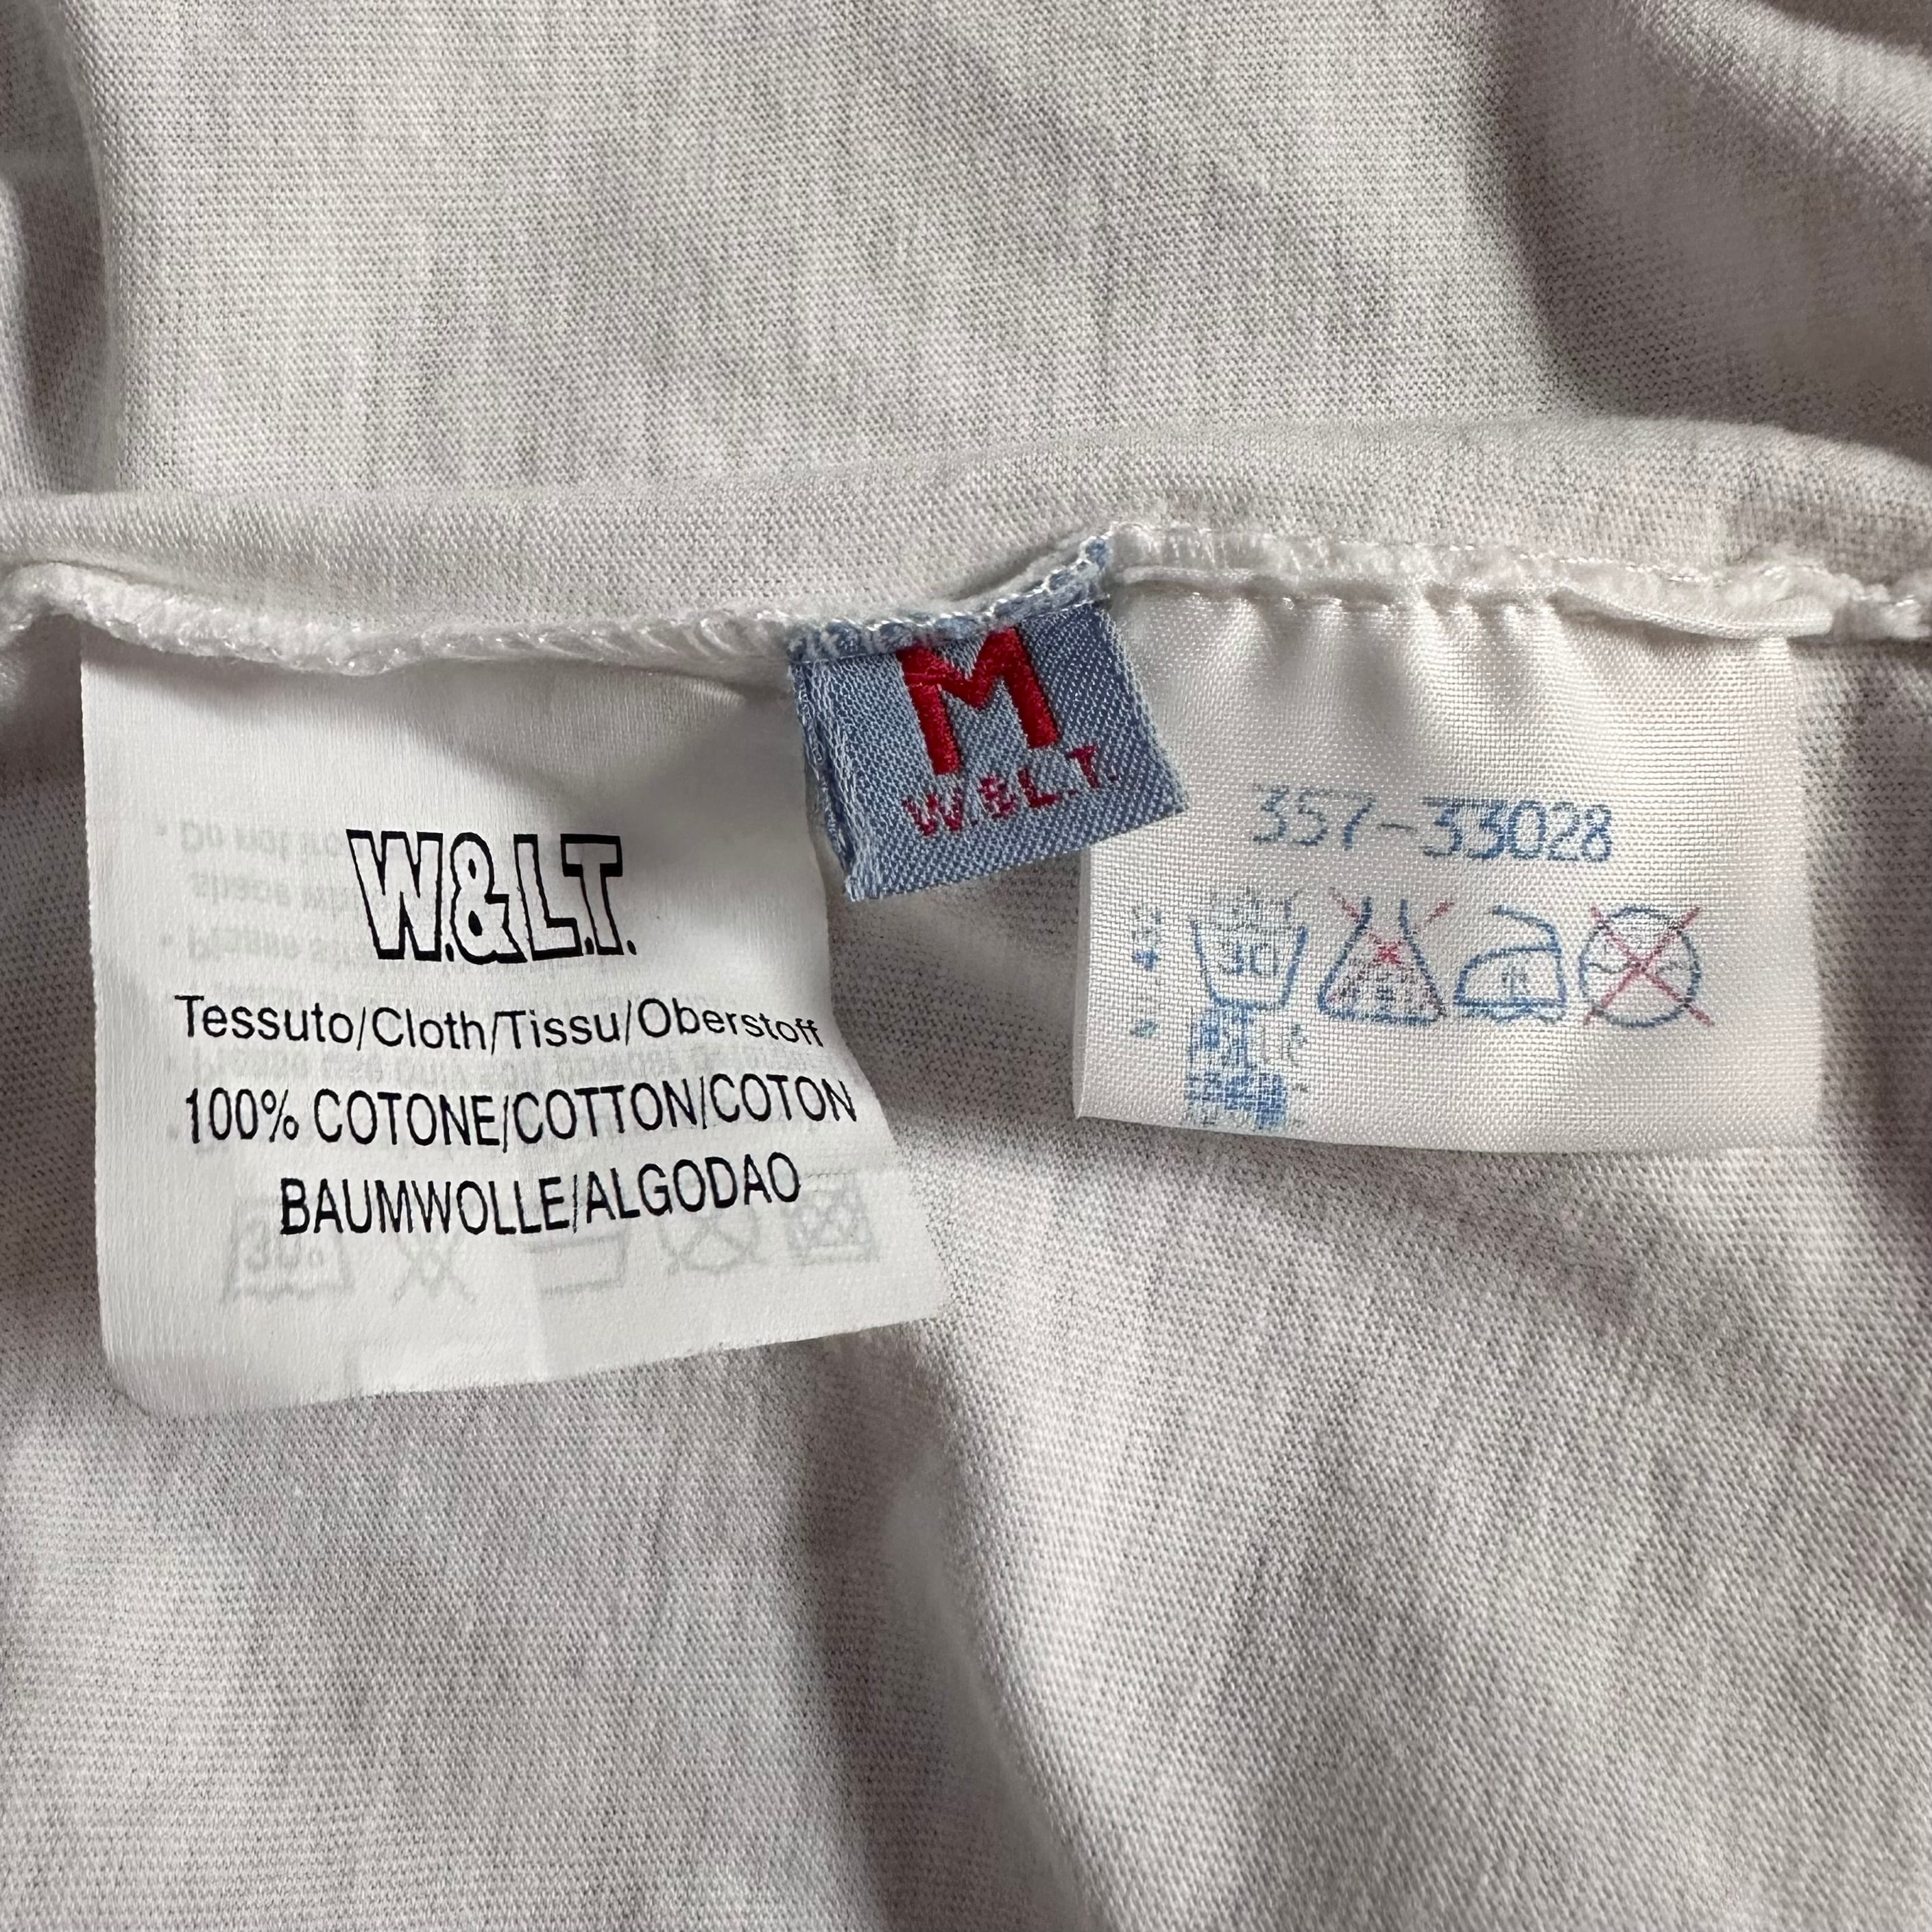 W.&L.T.
Tessuto/Cloth/Tissu/Oberstoff
100% COTONE/COTTON/COTON
BAUMWOLLE/ALGODAO
M
W.&L.T.
357-33028
30